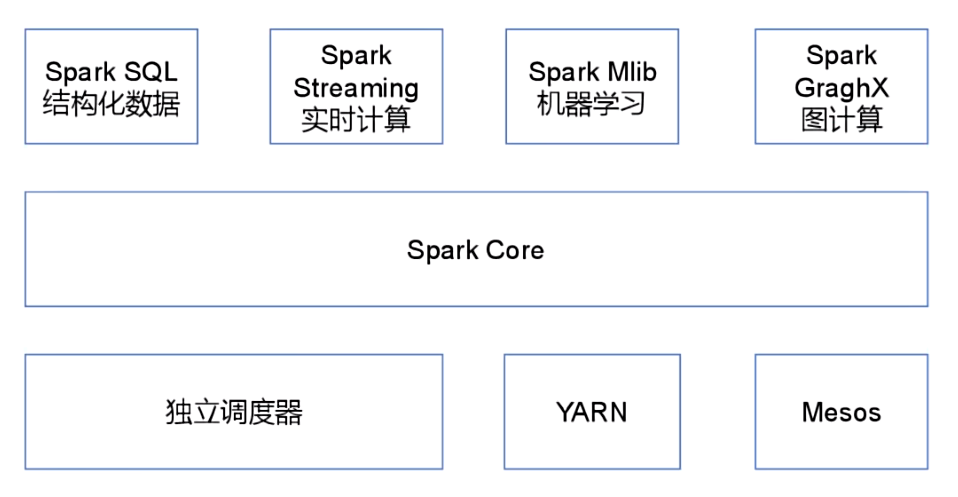 Spark SQL
结构化数据
Spark
Streaming
实时计算
Spark Mlib
机器学习
Spark
GraghX
图计算
Spark Core
独立调度器
YARN
Mesos